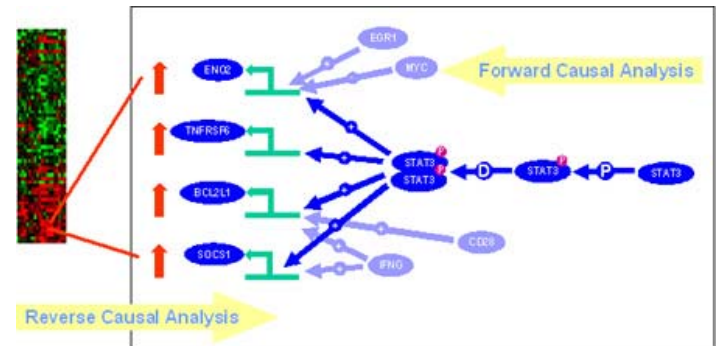 EGR1
ENO2
MYC
Forward Causal Analysis
TNFRSF6
P
STAT3
P
STAT3
D
STAT3
P
STAT3
P
BCL2L1
SOCS1
CD28
IFNG
Reverse Causal Analysis